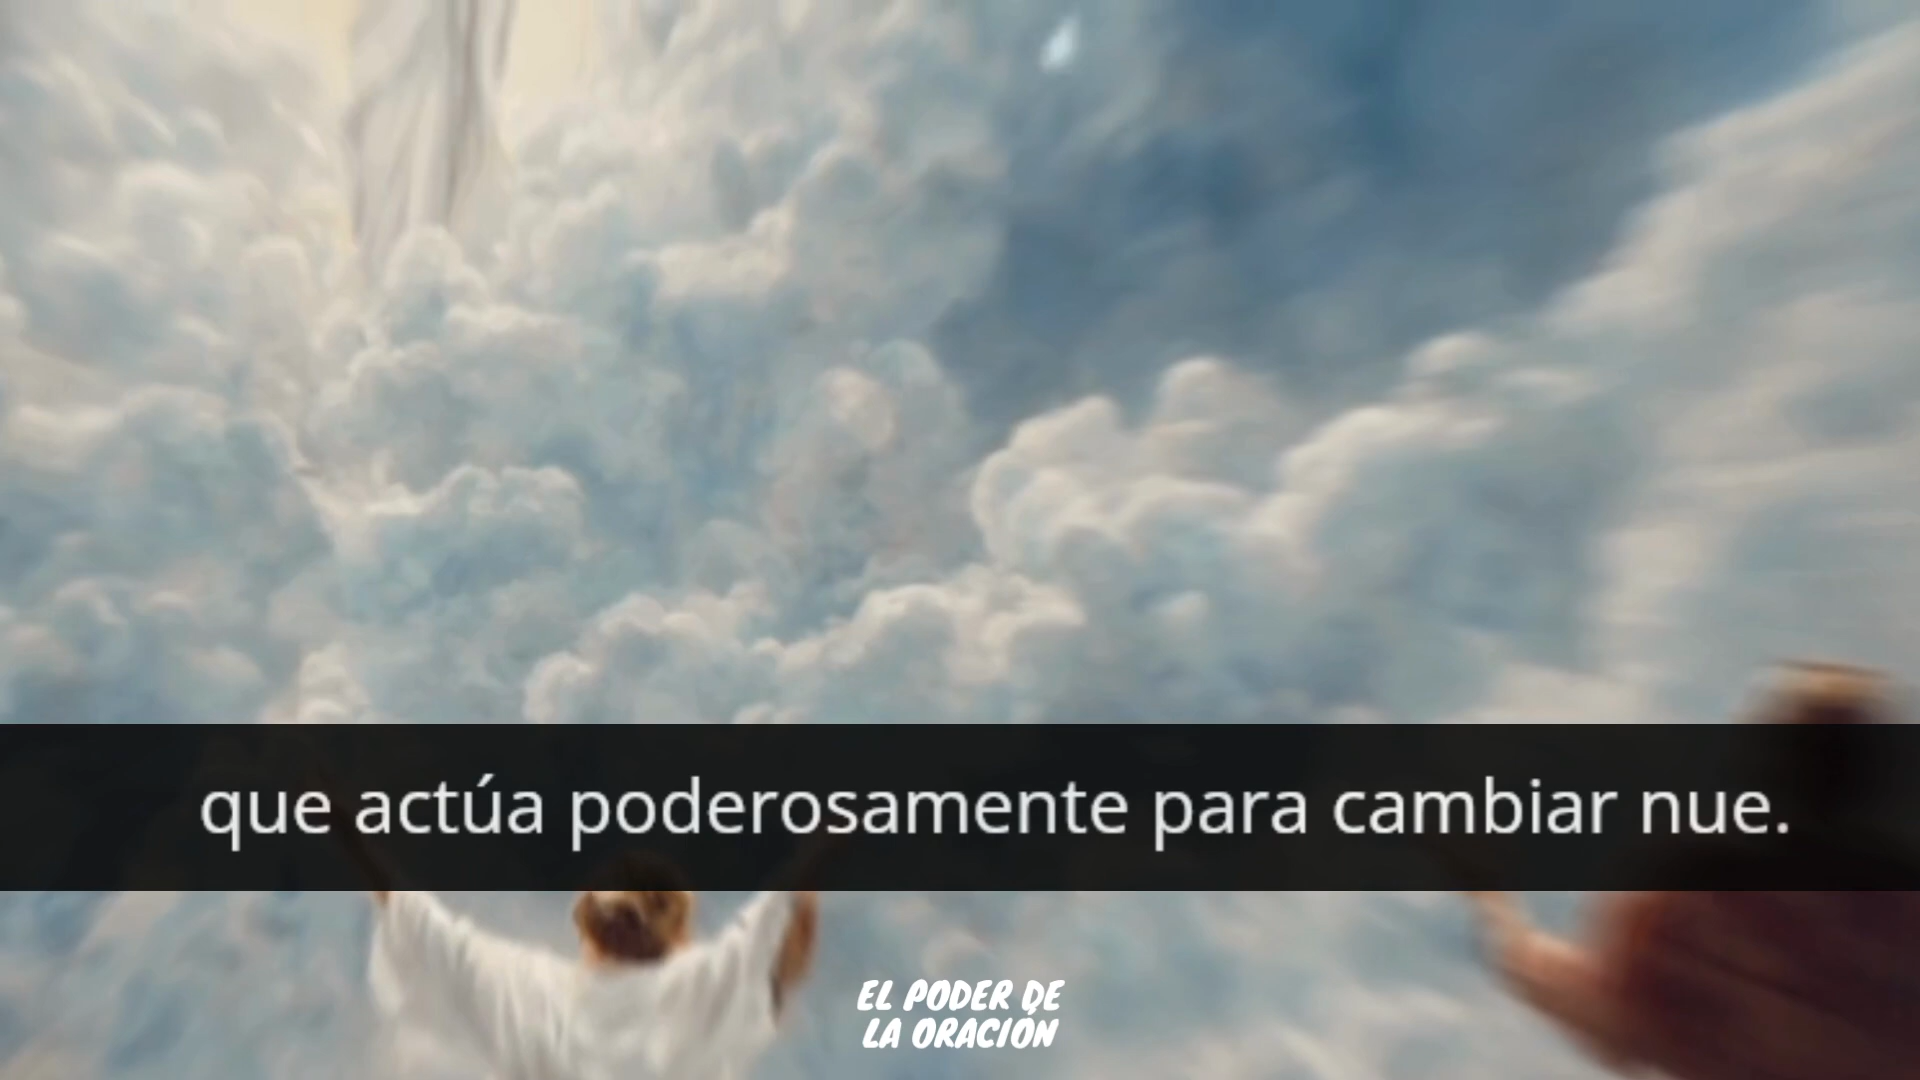 que actúa poderosamente para cambiar nue.
EL PODER DE
LA ORACIÓN